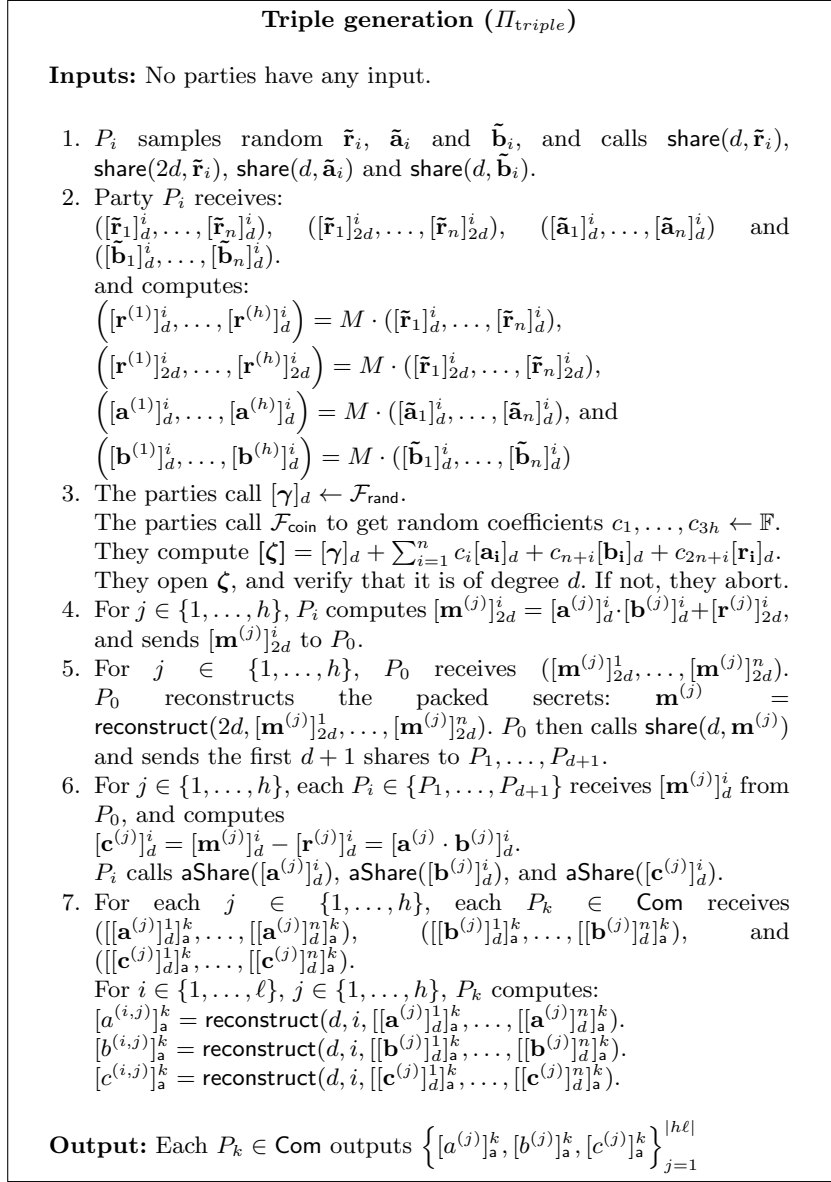 Triple generation (Π_triple)
Inputs: No parties have any input.
1. P_i samples random r̃_i, ã_i and b̃_i, and calls share(d, r̃_i),
share(2d, r̃_i), share(d, ã_i) and share(d, b̃_i).
2. Party P_i receives:
([r̃_1]^i_d, . . . , [r̃_n]^i_d), ([r̃_1]^i_{2d}, . . . , [r̃_n]^i_{2d}), ([ã_1]^i_d, . . . , [ã_n]^i_d) and
([b̃_1]^i_d, . . . , [b̃_n]^i_d).
and computes:
([r^(1)]^i_d, . . . , [r^(h)]^i_d) = M · ([r̃_1]^i_d, . . . , [r̃_n]^i_d),
([r^(1)]^i_{2d}, . . . , [r^(h)]^i_{2d}) = M · ([r̃_1]^i_{2d}, . . . , [r̃_n]^i_{2d}),
([a^(1)]^i_d, . . . , [a^(h)]^i_d) = M · ([ã_1]^i_d, . . . , [ã_n]^i_d), and
([b^(1)]^i_d, . . . , [b^(h)]^i_d) = M · ([b̃_1]^i_d, . . . , [b̃_n]^i_d)
3. The parties call [γ]_d ← F_rand.
The parties call F_coin to get random coefficients c_1, . . . , c_{3h} ← 𝔽.
They compute [ζ] = [γ]_d + ∑^n_{i=1} c_i[a_i]_d + c_{n+i}[b_i]_d + c_{2n+i}[r_i]_d.
They open ζ, and verify that it is of degree d. If not, they abort.
4. For j ∈ {1, . . . , h}, P_i computes [m^(j)]^i_{2d} = [a^(j)]^i_d·[b^(j)]^i_d+[r^(j)]^i_{2d},
and sends [m^(j)]^i_{2d} to P_0.
5. For j ∈ {1, . . . , h}, P_0 receives ([m^(j)]^1_{2d}, . . . , [m^(j)]^n_{2d}).
P_0 reconstructs the packed secrets: m^(j) =
reconstruct(2d, [m^(j)]^1_{2d}, . . . , [m^(j)]^n_{2d}). P_0 then calls share(d, m^(j))
and sends the first d + 1 shares to P_1, . . . , P_{d+1}.
6. For j ∈ {1, . . . , h}, each P_i ∈ {P_1, . . . , P_{d+1}} receives [m^(j)]^i_d from
P_0, and computes
[c^(j)]^i_d = [m^(j)]^i_d − [r^(j)]^i_d = [a^(j) · b^(j)]^i_d.
P_i calls aShare([a^(j)]^i_d), aShare([b^(j)]^i_d), and aShare([c^(j)]^i_d).
7. For each j ∈ {1, . . . , h}, each P_k ∈ Com receives
([[a^(j)]^1_d]^k_a, . . . , [[a^(j)]^n_d]^k_a), ([[b^(j)]^1_d]^k_a, . . . , [[b^(j)]^n_d]^k_a), and
([[c^(j)]^1_d]^k_a, . . . , [[c^(j)]^n_d]^k_a).
For i ∈ {1, . . . , ℓ}, j ∈ {1, . . . , h}, P_k computes:
[a^(i,j)]^k_a = reconstruct(d, i, [[a^(j)]^1_d]^k_a, . . . , [[a^(j)]^n_d]^k_a).
[b^(i,j)]^k_a = reconstruct(d, i, [[b^(j)]^1_d]^k_a, . . . , [[b^(j)]^n_d]^k_a).
[c^(i,j)]^k_a = reconstruct(d, i, [[c^(j)]^1_d]^k_a, . . . , [[c^(j)]^n_d]^k_a).
Output: Each P_k ∈ Com outputs {[a^(j)]^k_a, [b^(j)]^k_a, [c^(j)]^k_a}^{|hℓ|}_{j=1}